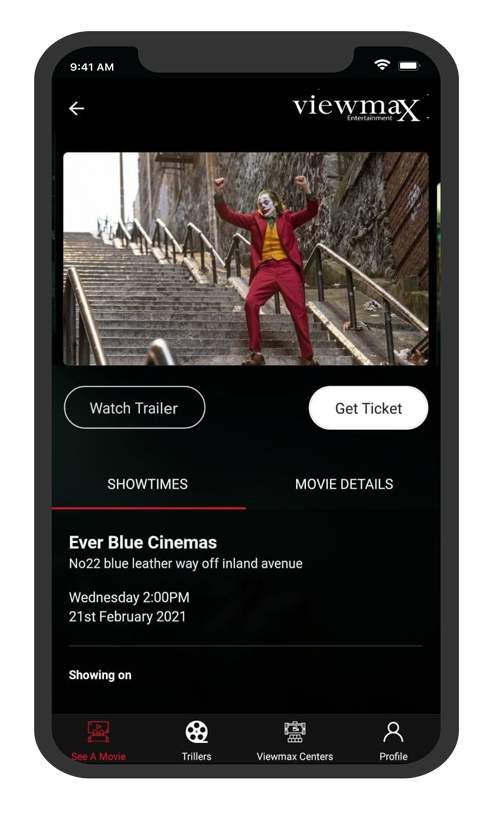 9:41 AM
viewmax
Entertainment
Watch Trailer
Get Ticket
SHOWTIMES
MOVIE DETAILS
Ever Blue Cinemas
No22 blue leather way off inland avenue
Wednesday 2:00PM
21st February 2021
Showing on
See A Movie
Trillers
Viewmax Centers
Profile